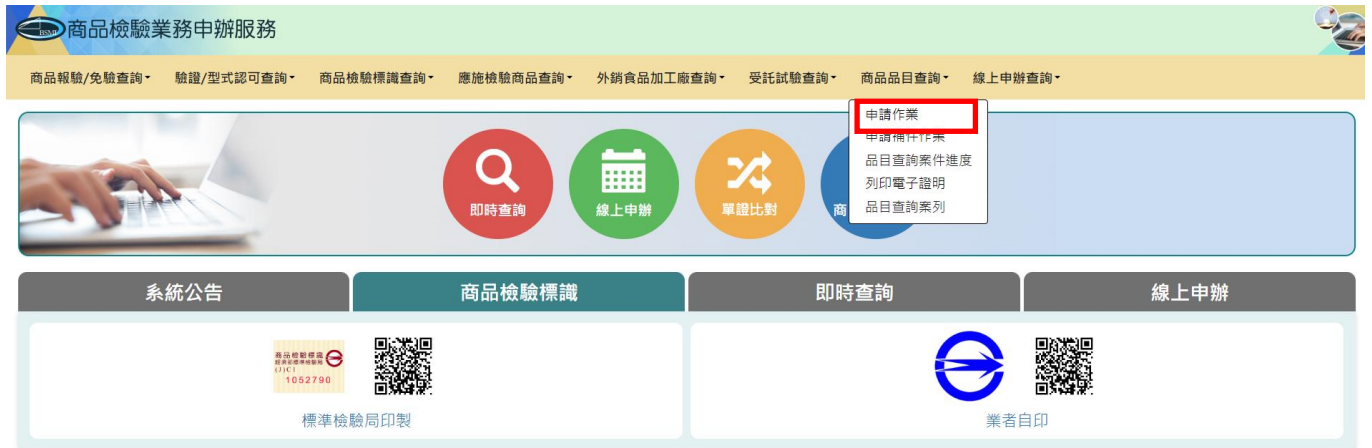 BSMI 商品檢驗業務申辦服務
商品報驗/免驗查詢 驗證/型式認可查詢 商品檢驗標識查詢 應施檢驗商品查詢 外銷食品加工廠查詢 受託試驗查詢 商品品目查詢 線上申辦查詢
申請作業
申請補件作業
品目查詢案件進度
列印電子證明
品目查詢案列
即時查詢 線上申辦 單證比對 商
系統公告 商品檢驗標識 即時查詢 線上申辦
商品檢驗標識
經濟部標準檢驗局
1052790
標準檢驗局印製 業者自印